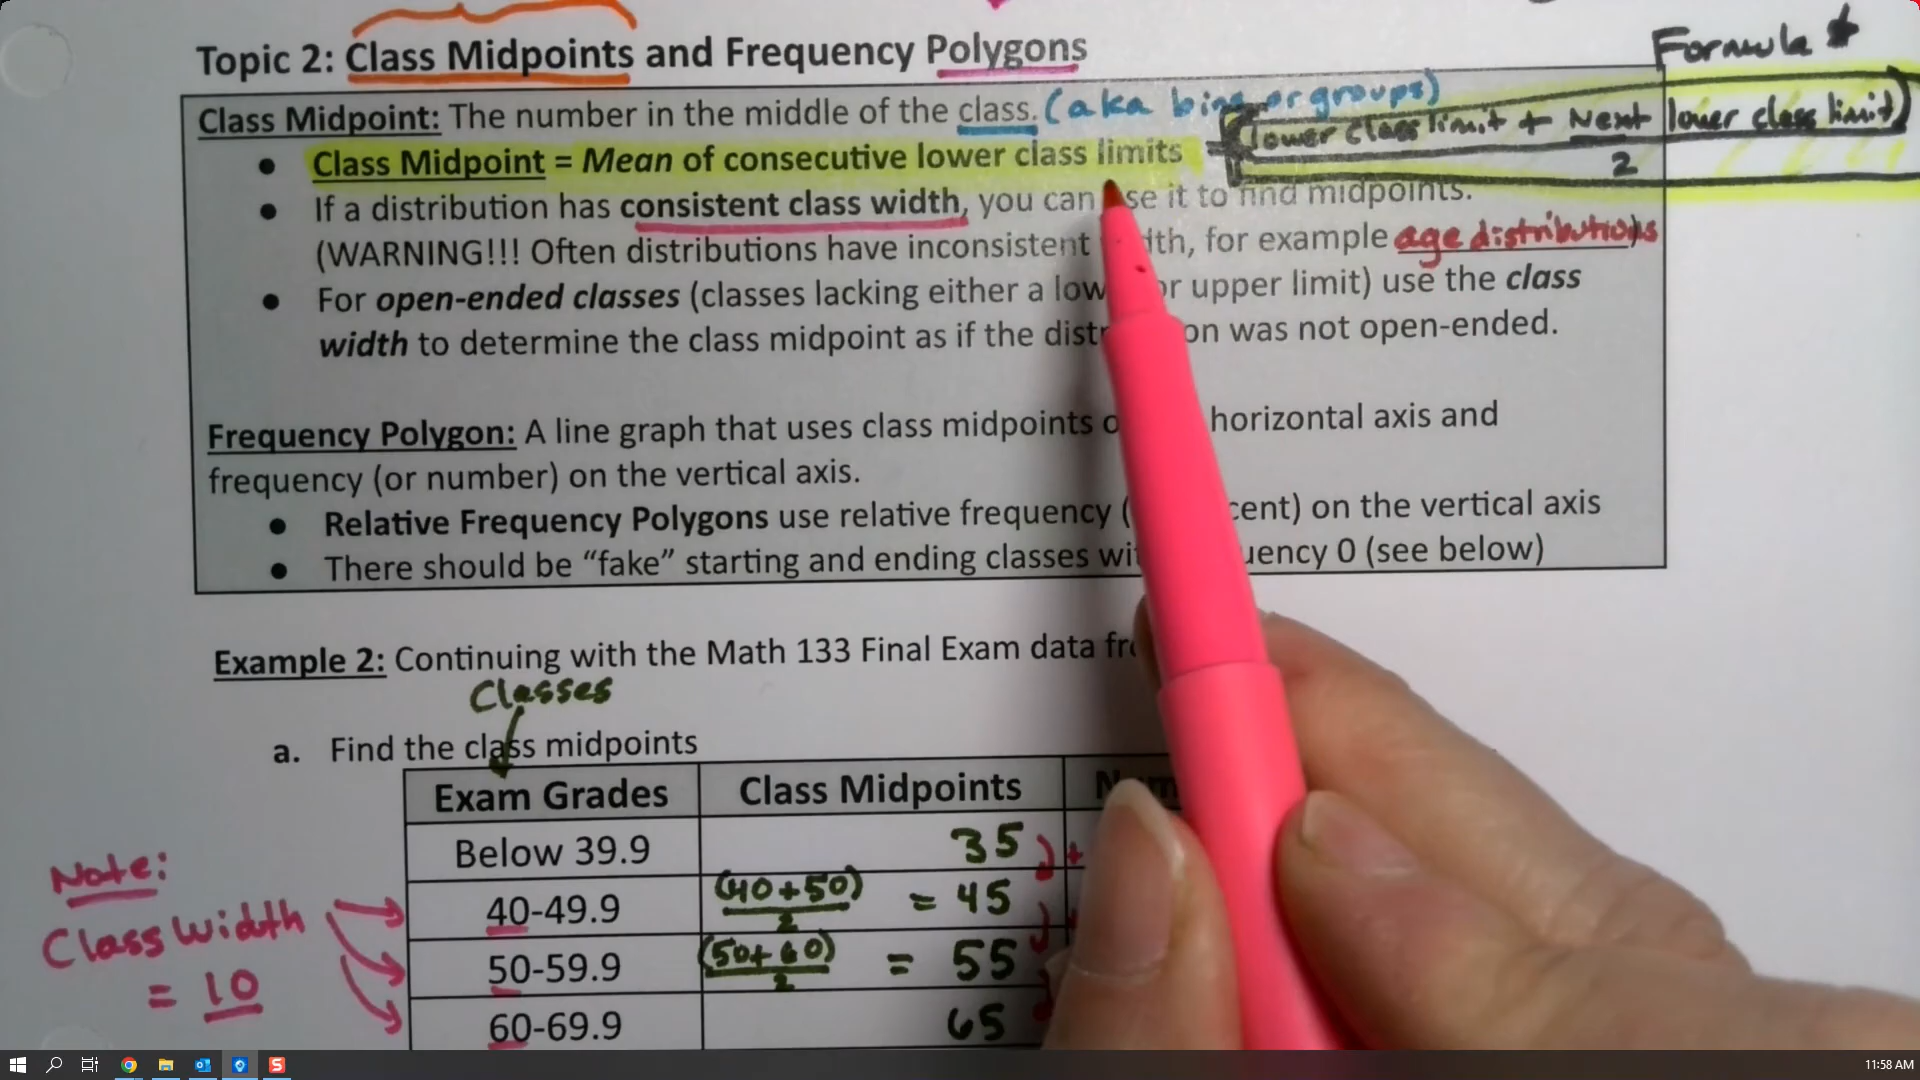 Formula
Topic 2: Class Midpoints and Frequency Polygons
Class Midpoint: The number in the middle of the class. (aka bins or groups)
(lower class limit + Next lower class limit)
2
• Class Midpoint = Mean of consecutive lower class limits =
• If a distribution has consistent class width, you can use it to find midpoints.
(WARNING!!! Often distributions have inconsistent width, for example age distributions)
• For open-ended classes (classes lacking either a lower or upper limit) use the class
width to determine the class midpoint as if the distribution was not open-ended.
Frequency Polygon: A line graph that uses class midpoints horizontal axis and
frequency (or number) on the vertical axis.
• Relative Frequency Polygons use relative frequency ( cent) on the vertical axis
• There should be “fake” starting and ending classes with frequency 0 (see below)
Example 2: Continuing with the Math 133 Final Exam data
Classes
a. Find the class midpoints
Exam Grades Class Midpoints
Below 39.9 35
40-49.9 (40+50)/2 = 45
50-59.9 (50+60)/2 = 55
60-69.9 65
Note:
Class Width
= 10
11:58 AM